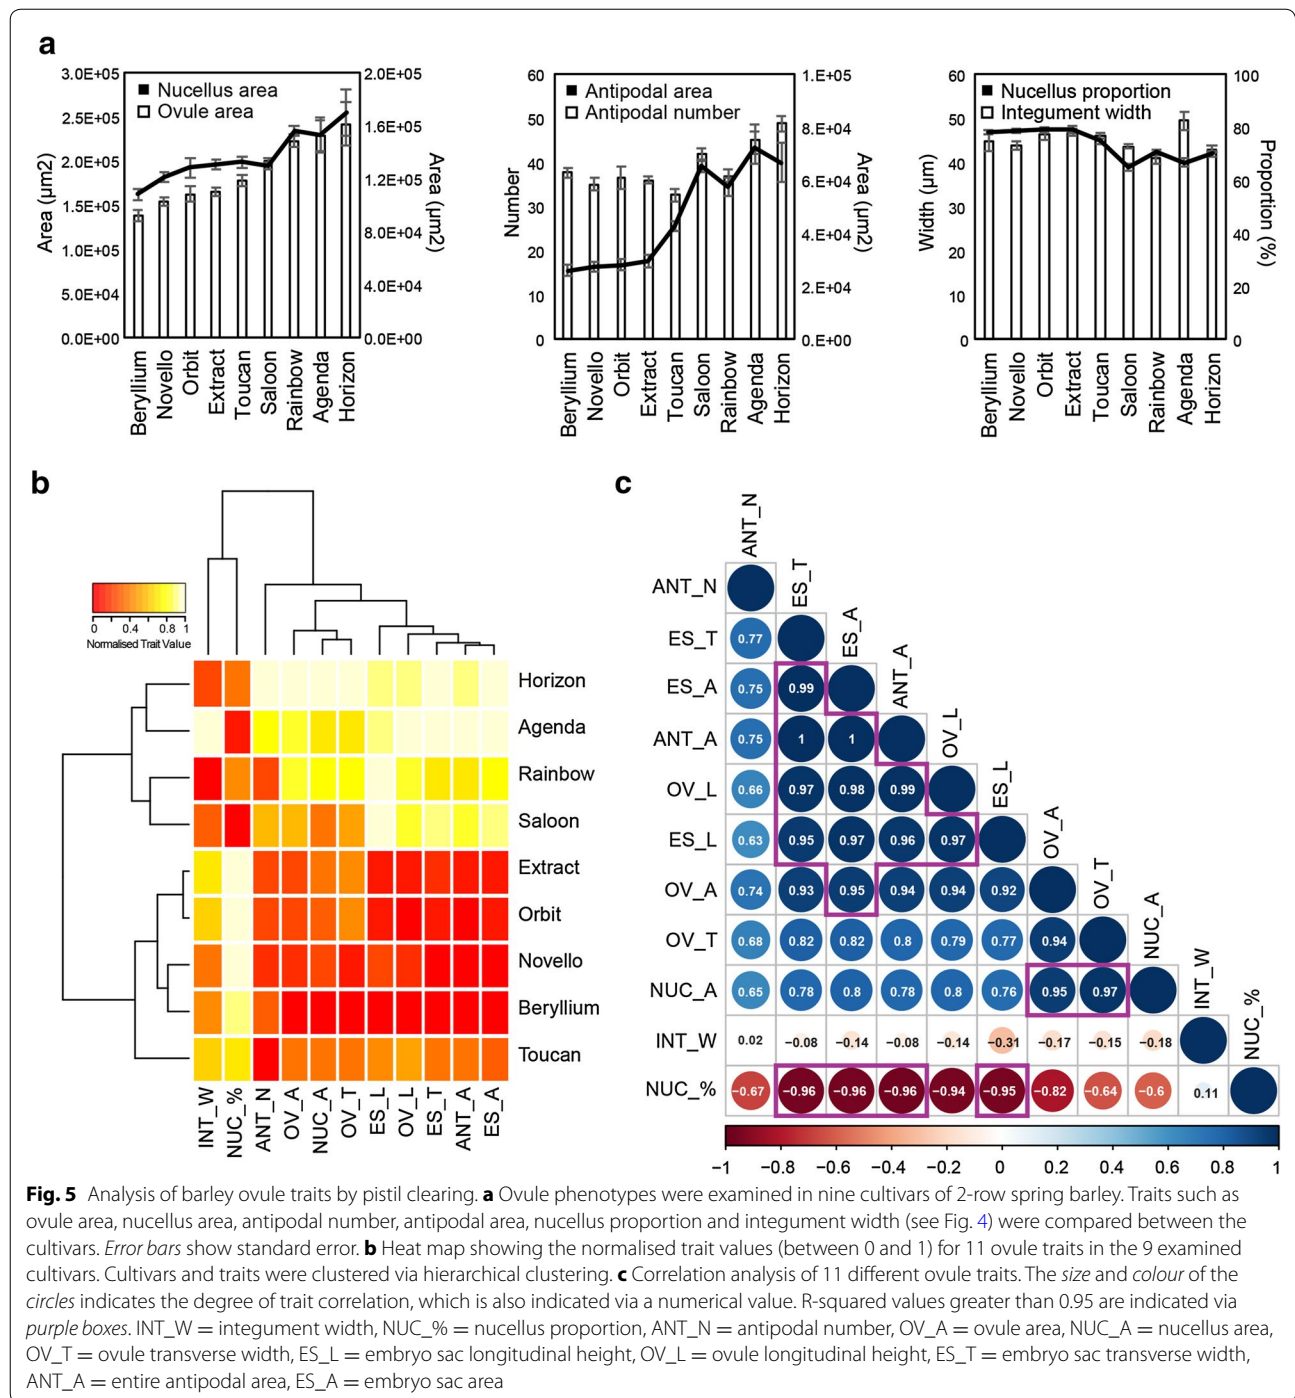 a
3.0E+05
2.5E+05
2.0E+05
1.5E+05
1.0E+05
5.0E+04
0.0E+00
Area (µm2)
Nucellus area
Ovule area
2.0E+05
1.6E+05
1.2E+05
8.0E+04
4.0E+04
0.0E+00
Area (µm2)
Beryllium
Novello
Orbit
Extract
Toucan
Saloon
Rainbow
Agenda
Horizon
60
50
40
30
20
10
0
Number
Antipodal area
Antipodal number
1.E+05
8.E+04
6.E+04
4.E+04
2.E+04
0.E+00
Area (µm2)
Beryllium
Novello
Orbit
Extract
Toucan
Saloon
Rainbow
Agenda
Horizon
60
50
40
30
20
10
0
Width (µm)
Nucellus proportion
Integument width
100
80
60
40
20
0
Proportion (%)
Beryllium
Novello
Orbit
Extract
Toucan
Saloon
Rainbow
Agenda
Horizon
b
0 0.4 0.8 1
Normalised Trait Value
Horizon
Agenda
Rainbow
Saloon
Extract
Orbit
Novello
Beryllium
Toucan
INT_W
NUC_%
ANT_N
OV_A
NUC_A
OV_T
ES_L
OV_L
ES_T
ANT_A
ES_A
c
ANT_N
ES_T
ES_A
ANT_A
OV_L
ES_L
OV_A
OV_T
NUC_A
INT_W
NUC_%
ANT_N
ES_T 0.77
ES_A 0.75 0.99
ANT_A 0.75 1 1
OV_L 0.66 0.97 0.98 0.99
ES_L 0.63 0.95 0.97 0.96 0.97
OV_A 0.74 0.93 0.95 0.94 0.94 0.92
OV_T 0.68 0.82 0.82 0.8 0.79 0.77 0.94
NUC_A 0.65 0.78 0.8 0.78 0.8 0.76 0.95 0.97
INT_W 0.02 −0.08 −0.14 −0.08 −0.14 −0.31 −0.17 −0.15 −0.18
NUC_% −0.67 −0.96 −0.96 −0.96 −0.94 −0.95 −0.82 −0.64 −0.6 0.11
−1 −0.8 −0.6 −0.4 −0.2 0 0.2 0.4 0.6 0.8 1
Fig. 5 Analysis of barley ovule traits by pistil clearing. a Ovule phenotypes were examined in nine cultivars of 2-row spring barley. Traits such as
ovule area, nucellus area, antipodal number, antipodal area, nucellus proportion and integument width (see Fig. 4) were compared between the
cultivars. Error bars show standard error. b Heat map showing the normalised trait values (between 0 and 1) for 11 ovule traits in the 9 examined
cultivars. Cultivars and traits were clustered via hierarchical clustering. c Correlation analysis of 11 different ovule traits. The size and colour of the
circles indicates the degree of trait correlation, which is also indicated via a numerical value. R-squared values greater than 0.95 are indicated via
purple boxes. INT_W = integument width, NUC_% = nucellus proportion, ANT_N = antipodal number, OV_A = ovule area, NUC_A = nucellus area,
OV_T = ovule transverse width, ES_L = embryo sac longitudinal height, OV_L = ovule longitudinal height, ES_T = embryo sac transverse width,
ANT_A = entire antipodal area, ES_A = embryo sac area